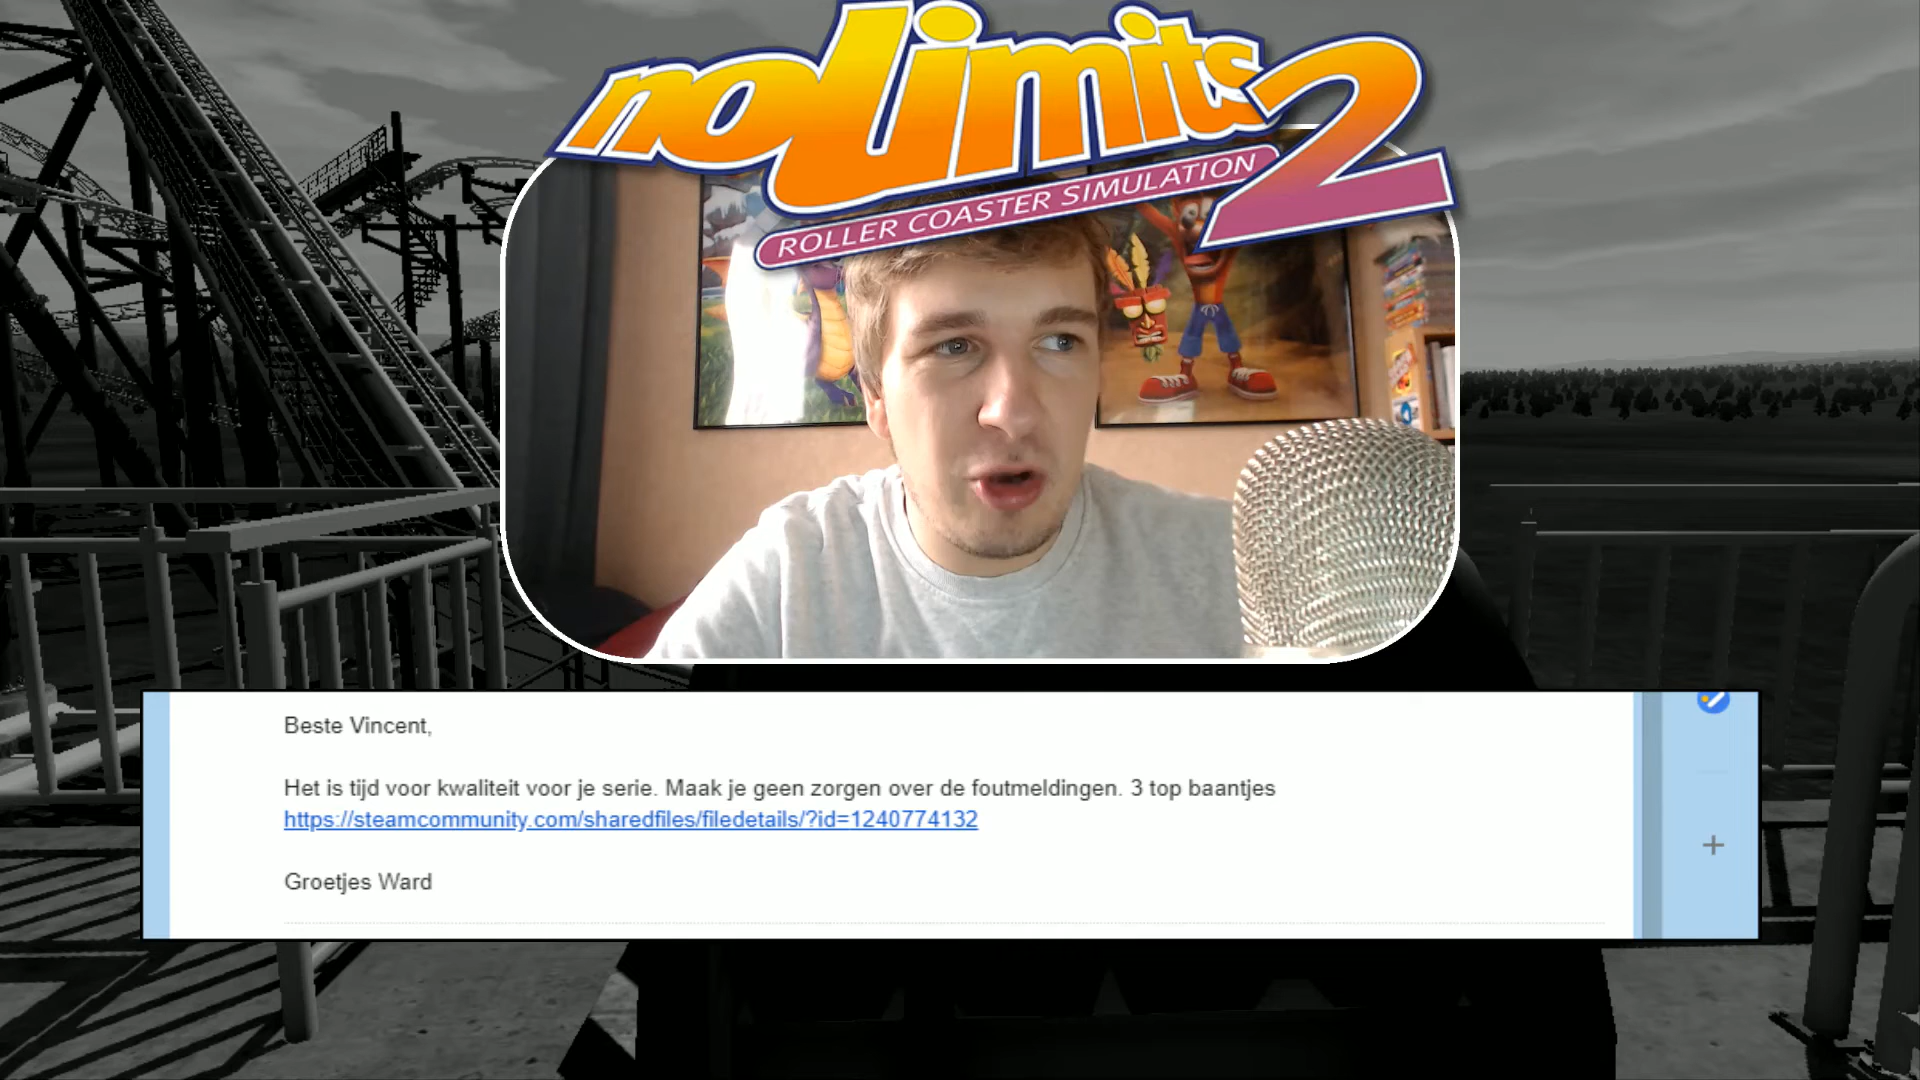 noLimits 2
ROLLER COASTER SIMULATION
Beste Vincent,
Het is tijd voor kwaliteit voor je serie. Maak je geen zorgen over de foutmeldingen. 3 top baantjes
https://steamcommunity.com/sharedfiles/filedetails/?id=1240774132
Groetjes Ward